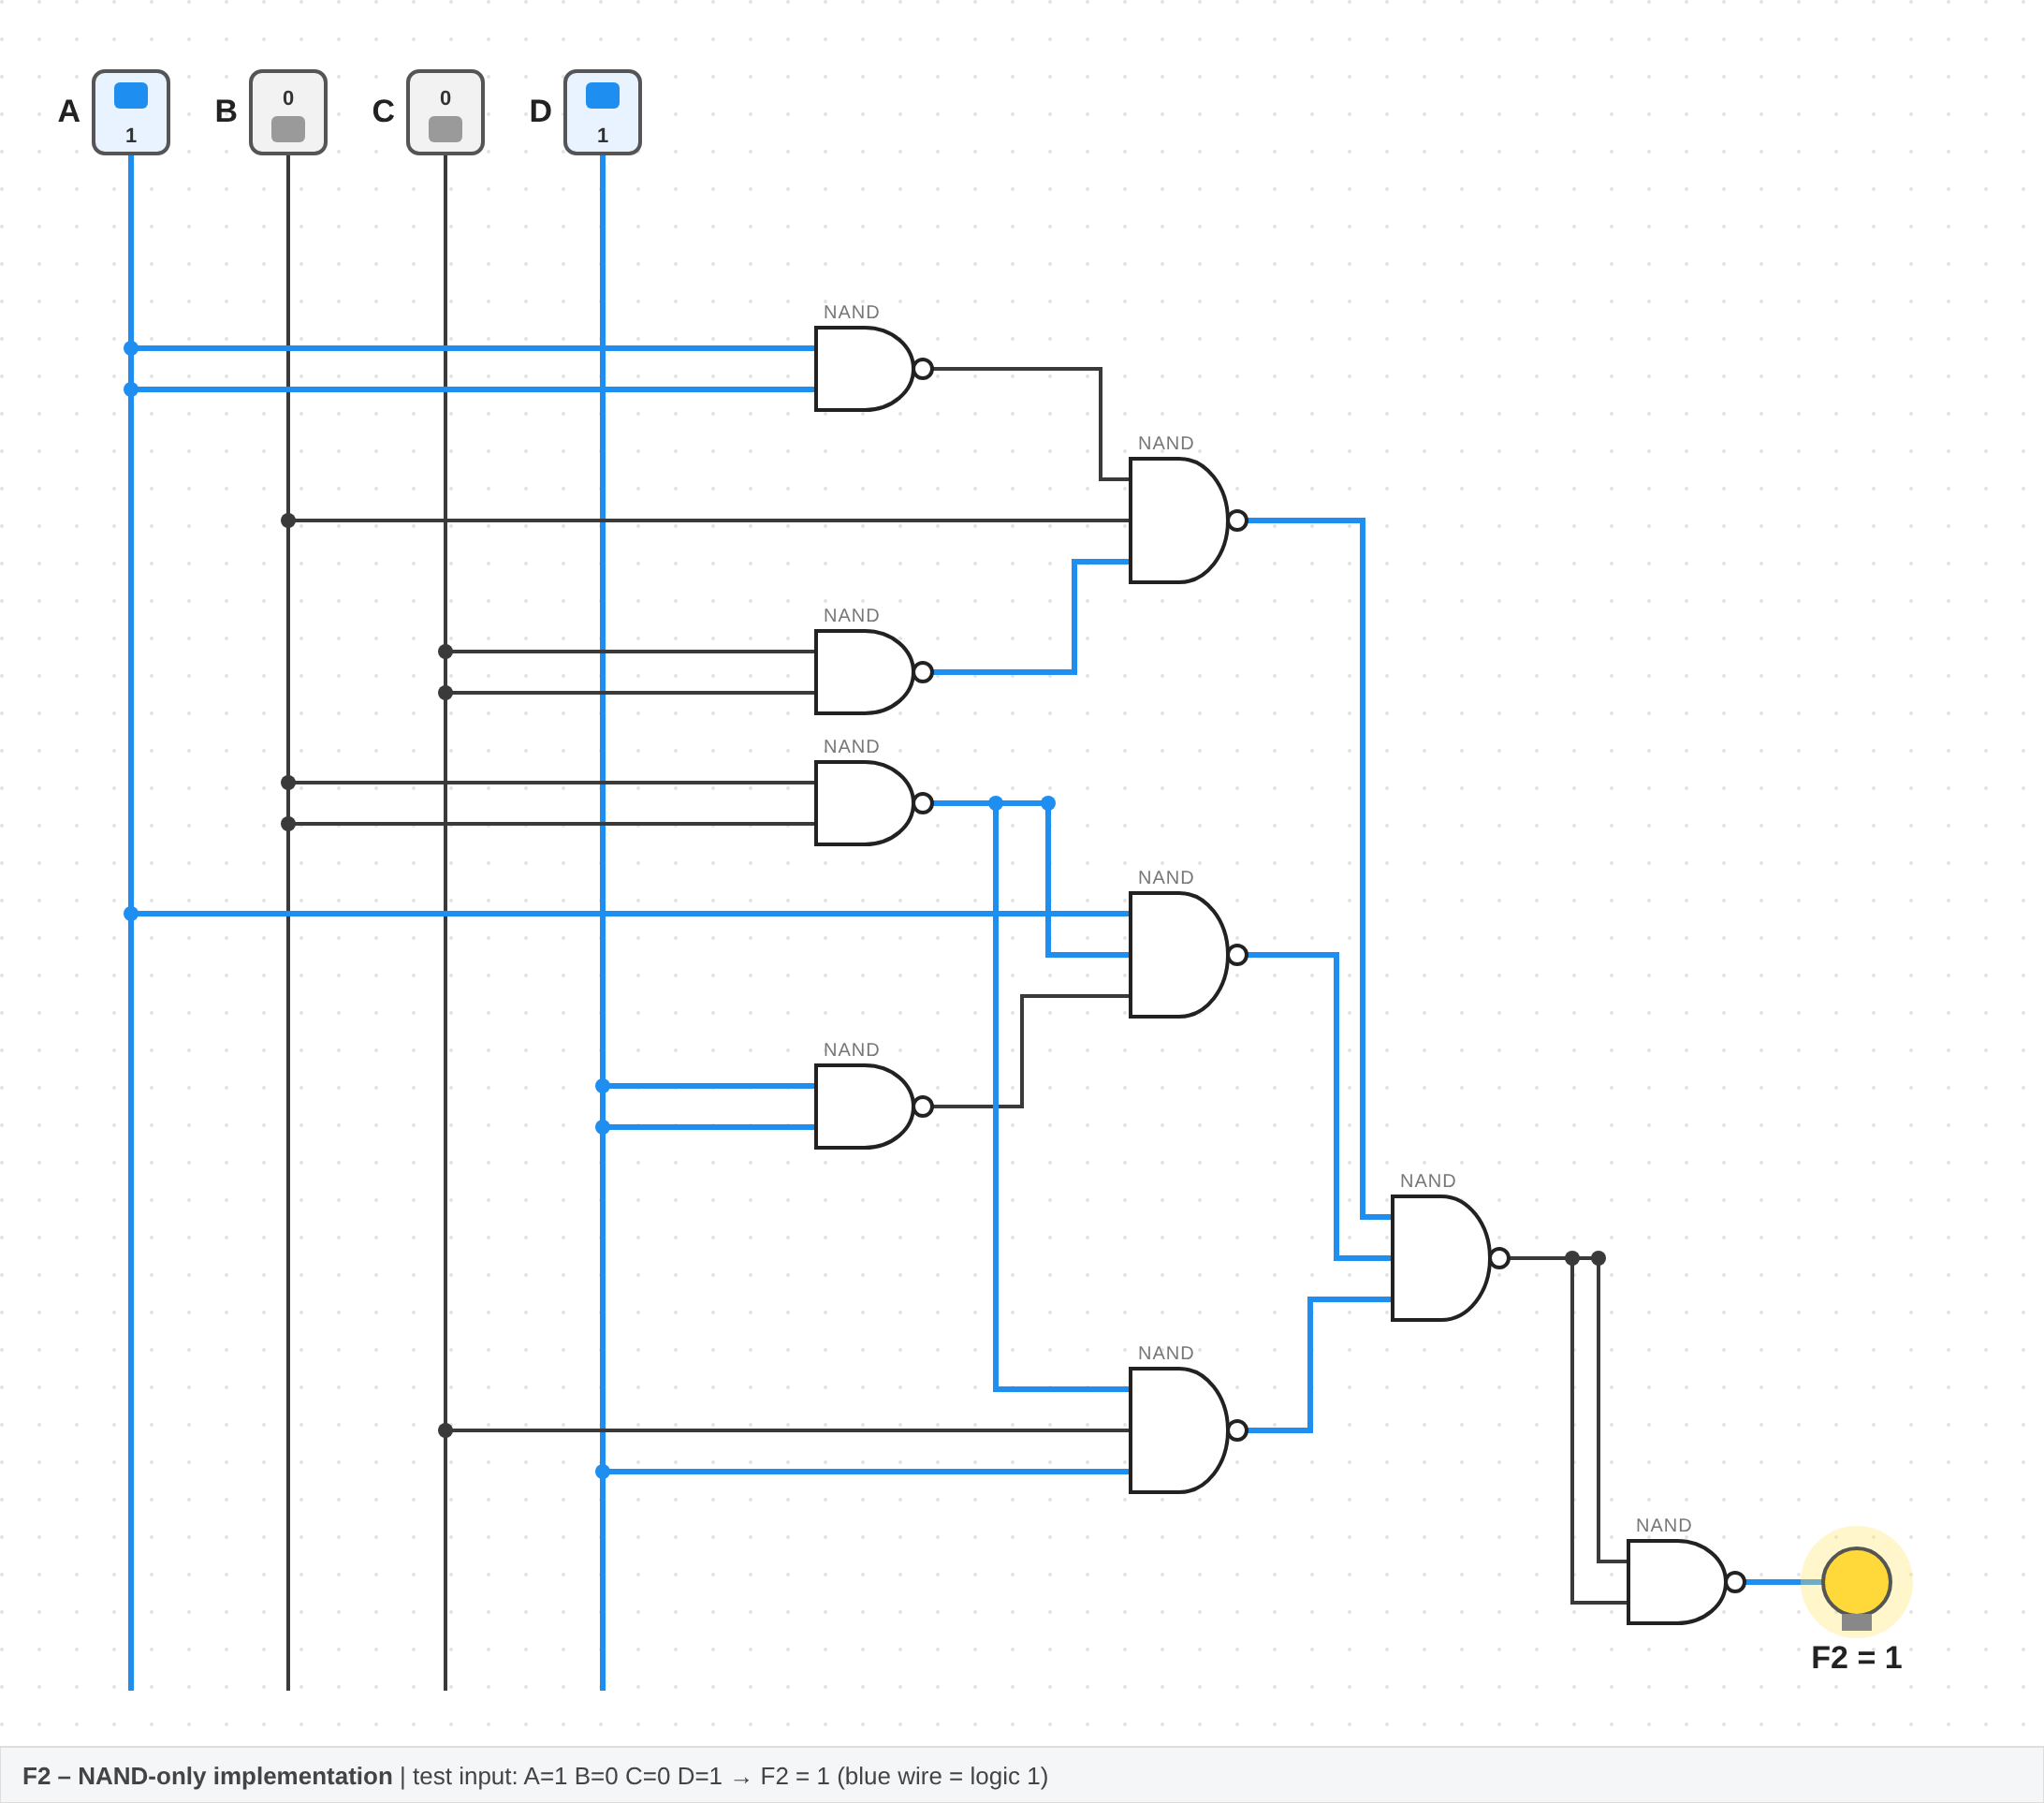 A 1 B 0 C 0 D 1
NAND
NAND
NAND
NAND
NAND
NAND
NAND
NAND
NAND
F2 = 1
F2 – NAND-only implementation | test input: A=1 B=0 C=0 D=1 → F2 = 1 (blue wire = logic 1)